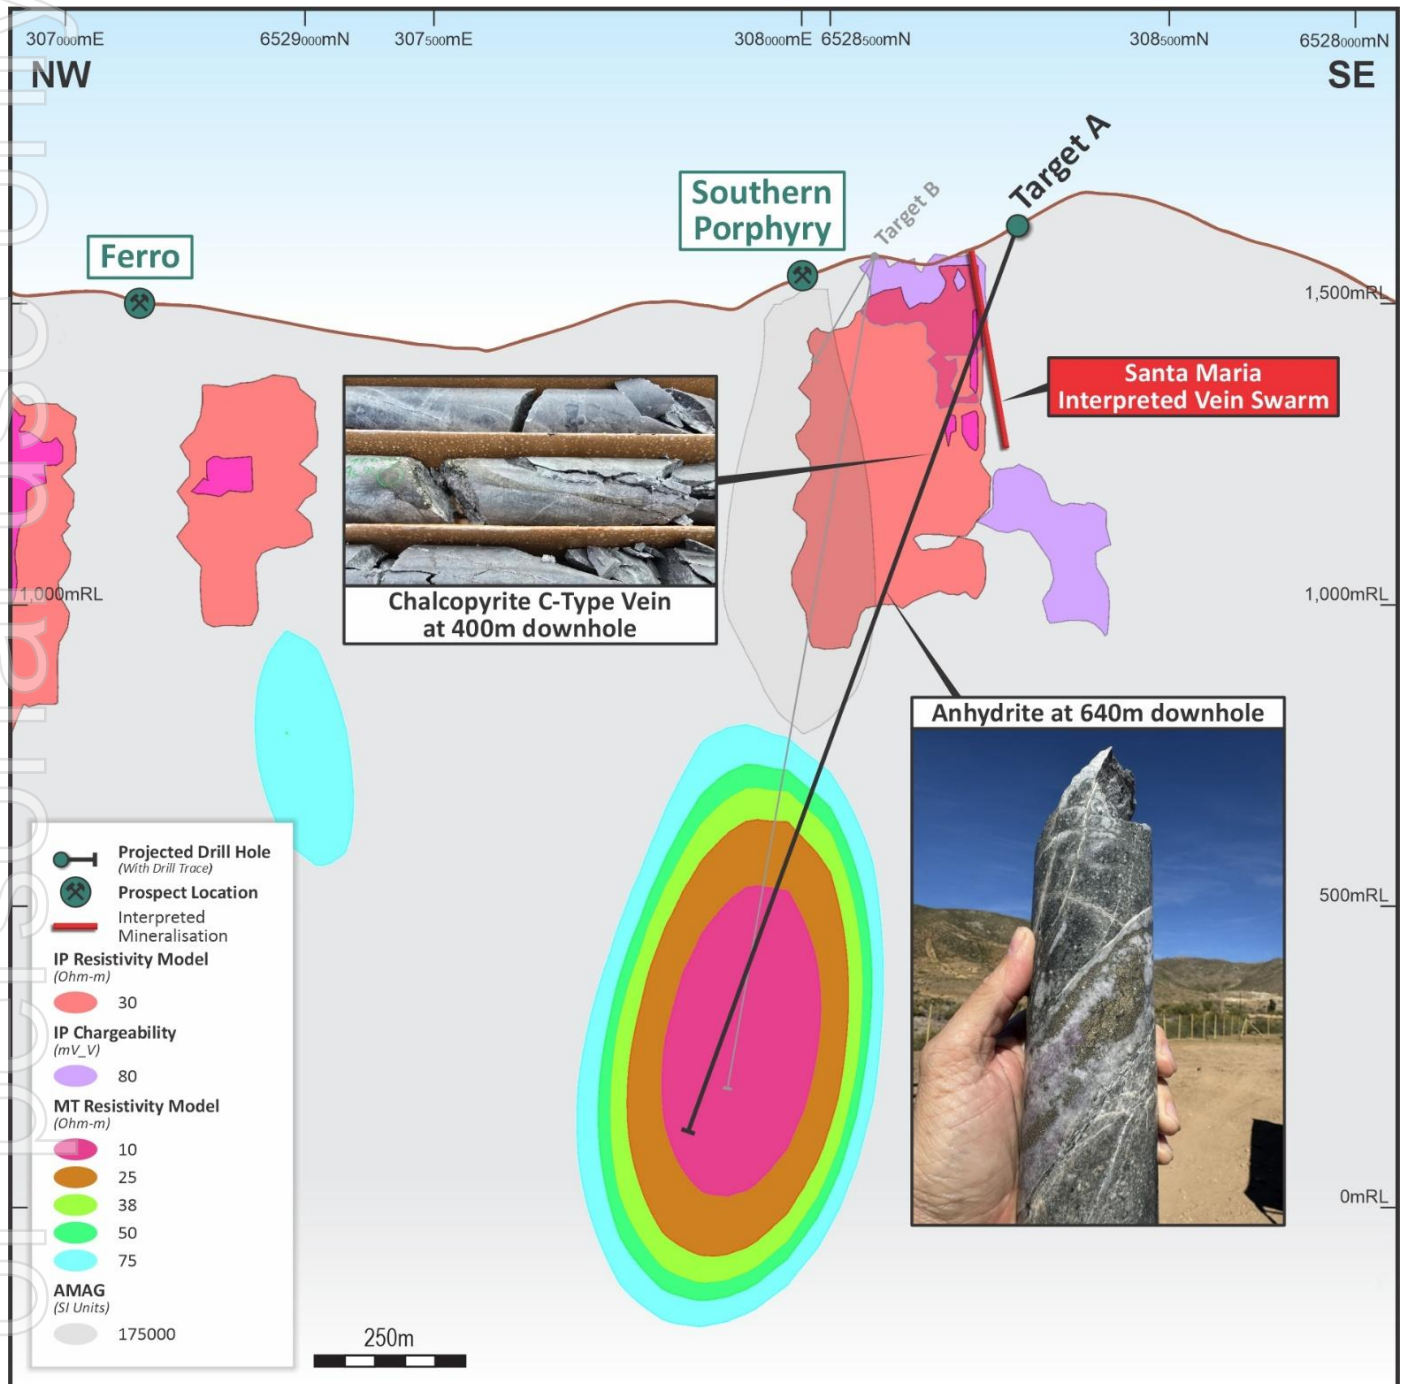 307000mE
6529000mN
307500mE
308000mE
6528500mN
308500mN
6528000mN
NW
SE
Target A
Target B
Southern
Porphyry
Ferro
1,500mRL
Santa Maria
Interpreted Vein Swarm
Chalcopyrite C-Type Vein
at 400m downhole
1,000mRL
1,000mRL
Anhydrite at 640m downhole
500mRL
0mRL
Projected Drill Hole
(With Drill Trace)
Prospect Location
Interpreted
Mineralisation
IP Resistivity Model
(Ohm-m)
30
IP Chargeability
(mV_V)
80
MT Resistivity Model
(Ohm-m)
10
25
38
50
75
AMAG
(SI Units)
175000
250m